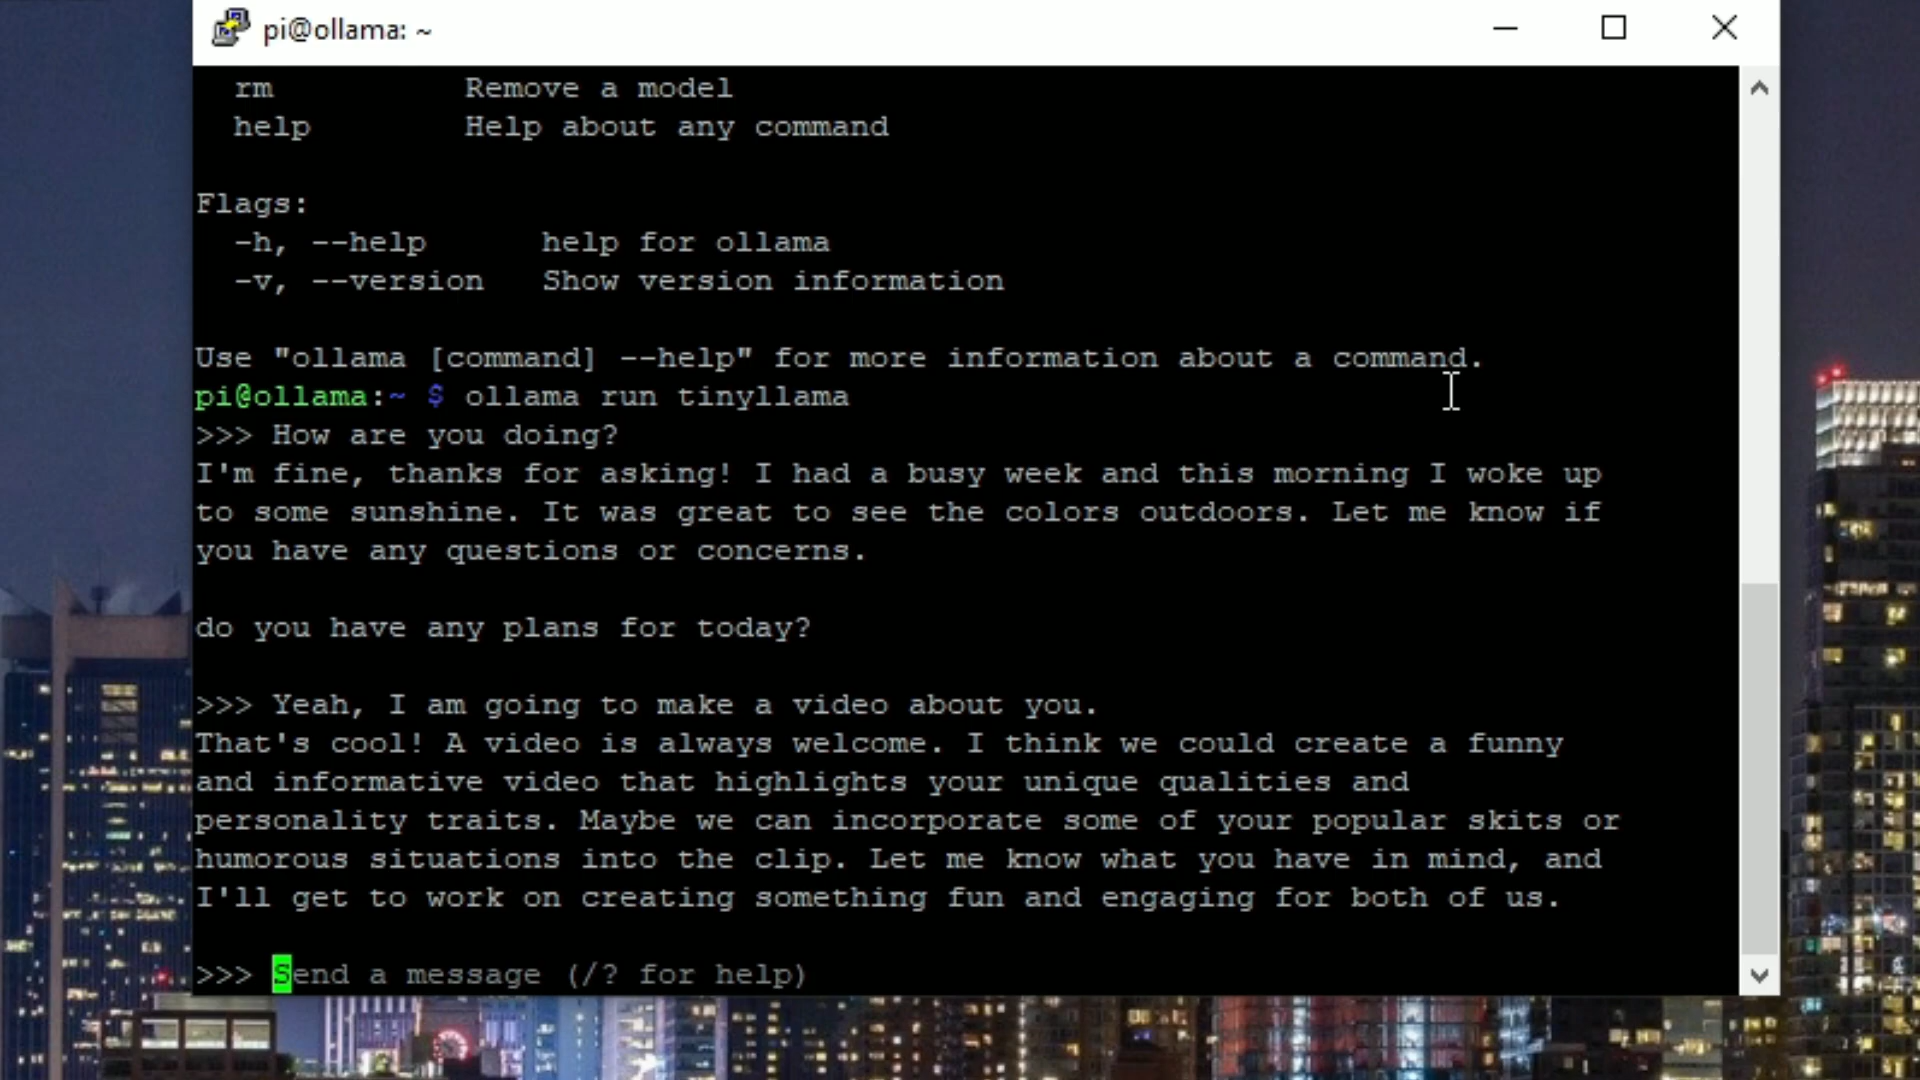 pi@ollama: ~
rm Remove a model
help Help about any command
Flags:
-h, --help help for ollama
-v, --version Show version information
Use "ollama [command] --help" for more information about a command.
pi@ollama:~ $ ollama run tinyllama
>>> How are you doing?
I'm fine, thanks for asking! I had a busy week and this morning I woke up
to some sunshine. It was great to see the colors outdoors. Let me know if
you have any questions or concerns.
do you have any plans for today?
>>> Yeah, I am going to make a video about you.
That's cool! A video is always welcome. I think we could create a funny
and informative video that highlights your unique qualities and
personality traits. Maybe we can incorporate some of your popular skits or
humorous situations into the clip. Let me know what you have in mind, and
I'll get to work on creating something fun and engaging for both of us.
>>> Send a message (/? for help)